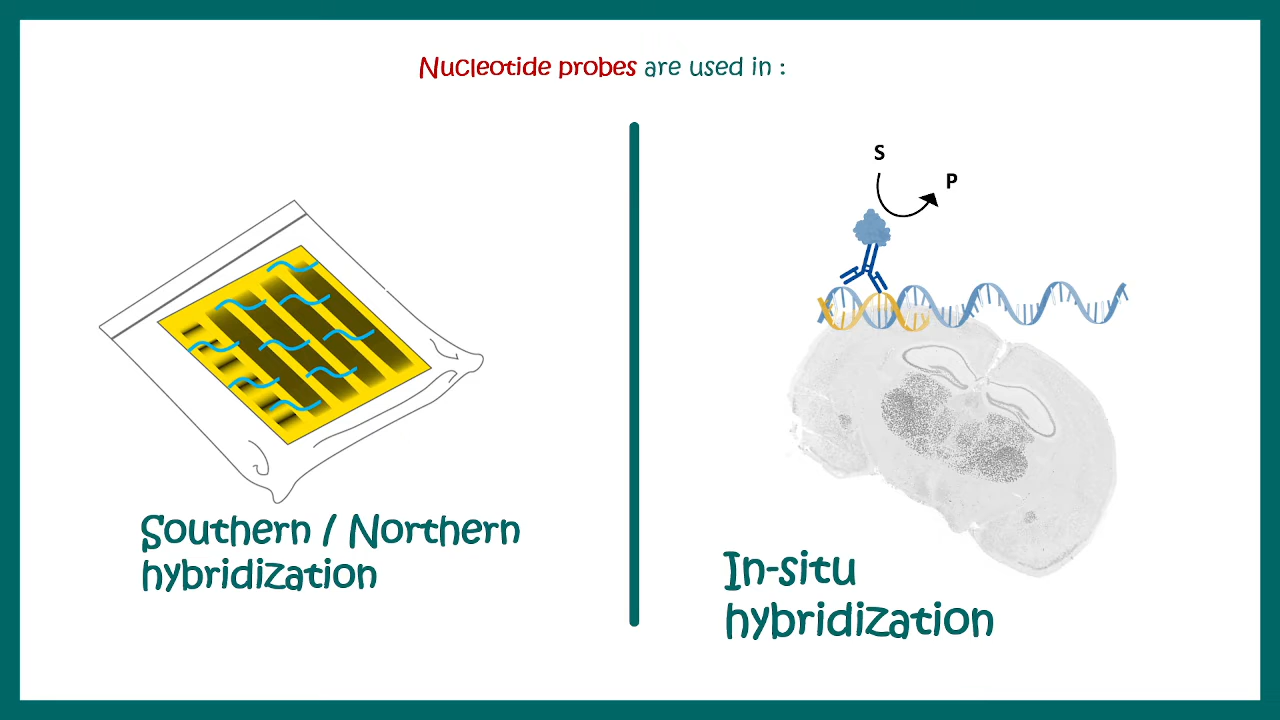 Nucleotide probes are used in :
Southern / Northern
hybridization
S
P
In-situ
hybridization